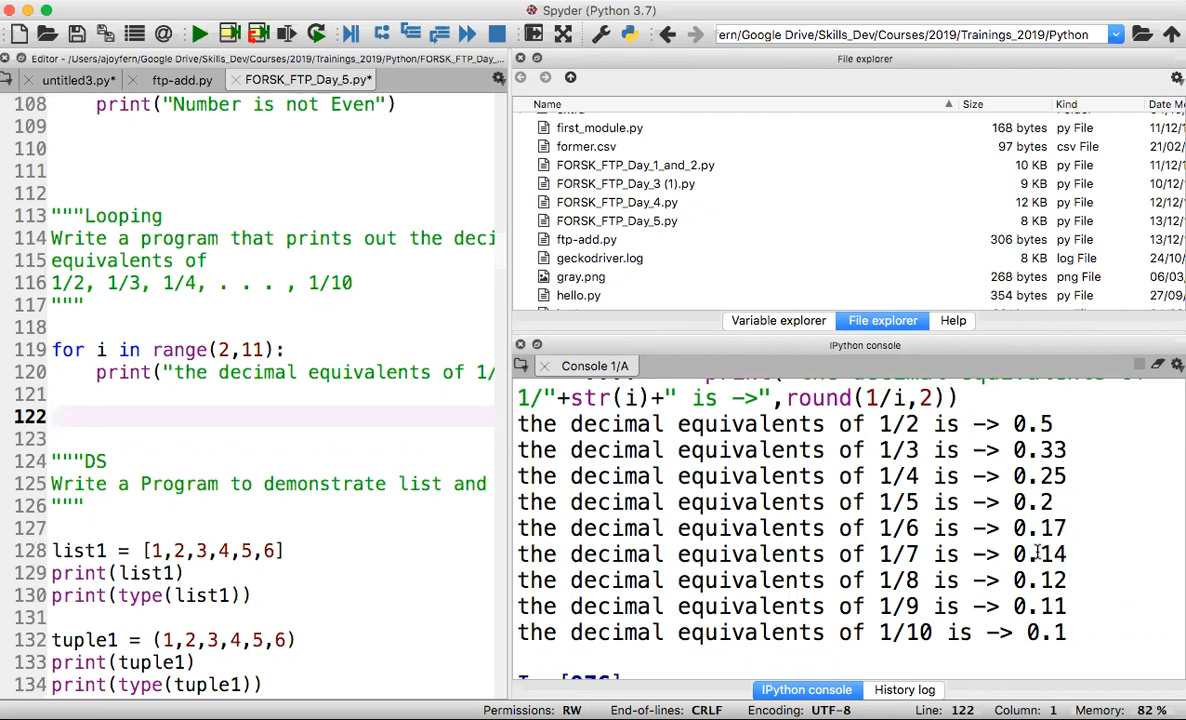 Spyder (Python 3.7)
ern/Google Drive/Skills_Dev/Courses/2019/Trainings_2019/Python
Editor - /Users/ajoyfern/Google Drive/Skills_Dev/Courses/2019/Trainings_2019/Python/FORSK_FTP_Day_...
untitled3.py*
ftp-add.py
FORSK_FTP_Day_5.py*
108 print("Number is not Even")
109
110
111
112
113 """Looping
114 Write a program that prints out the deci
115 equivalents of
116 1/2, 1/3, 1/4, . . . , 1/10
117 """
118
119 for i in range(2,11):
120 print("the decimal equivalents of 1/
121
122
123
124 """DS
125 Write a Program to demonstrate list and
126 """
127
128 list1 = [1,2,3,4,5,6]
129 print(list1)
130 print(type(list1))
131
132 tuple1 = (1,2,3,4,5,6)
133 print(tuple1)
134 print(type(tuple1))
File explorer
Name Size Kind Date M
first_module.py 168 bytes py File 11/12/
former.csv 97 bytes csv File 21/02/
FORSK_FTP_Day_1_and_2.py 10 KB py File 11/12/
FORSK_FTP_Day_3 (1).py 9 KB py File 10/12/
FORSK_FTP_Day_4.py 12 KB py File 12/12/
FORSK_FTP_Day_5.py 8 KB py File 13/12/
ftp-add.py 306 bytes py File 13/12/
geckodriver.log 8 KB log File 24/10/
gray.png 268 bytes png File 06/03/
hello.py 354 bytes py File 27/09/
Variable explorer File explorer Help
IPython console
Console 1/A
1/"+str(i)+" is ->",round(1/i,2))
the decimal equivalents of 1/2 is -> 0.5
the decimal equivalents of 1/3 is -> 0.33
the decimal equivalents of 1/4 is -> 0.25
the decimal equivalents of 1/5 is -> 0.2
the decimal equivalents of 1/6 is -> 0.17
the decimal equivalents of 1/7 is -> 0.14
the decimal equivalents of 1/8 is -> 0.12
the decimal equivalents of 1/9 is -> 0.11
the decimal equivalents of 1/10 is -> 0.1
IPython console History log
Permissions: RW End-of-lines: CRLF Encoding: UTF-8 Line: 122 Column: 1 Memory: 82 %